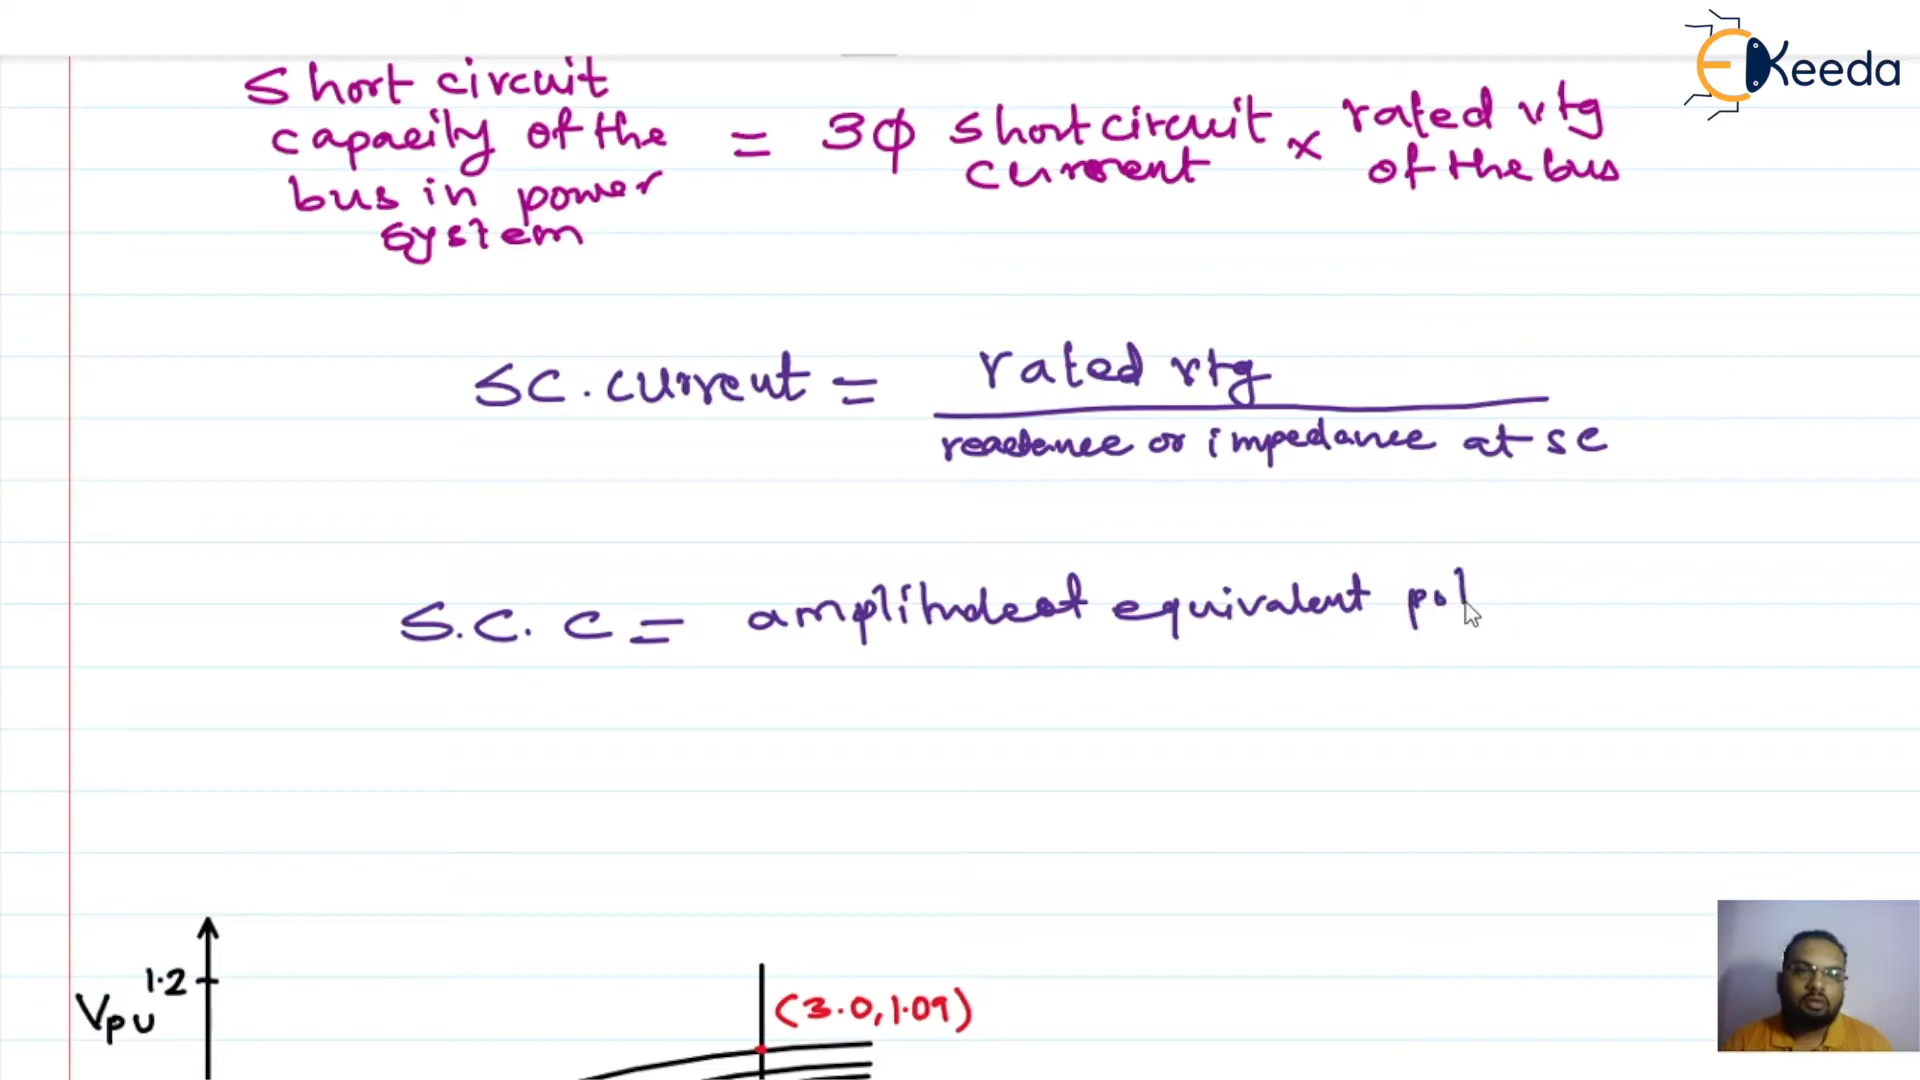 EKeeda
Short circuit
capacity of the
bus in power
system
= 3φ short circuit
current
× rated vtg
of the bus
SC. current = rated vtg
reactance or impedance at sc
S.C. C = amplitude of equivalent pol
Vpu
1.2
(3.0, 1.09)